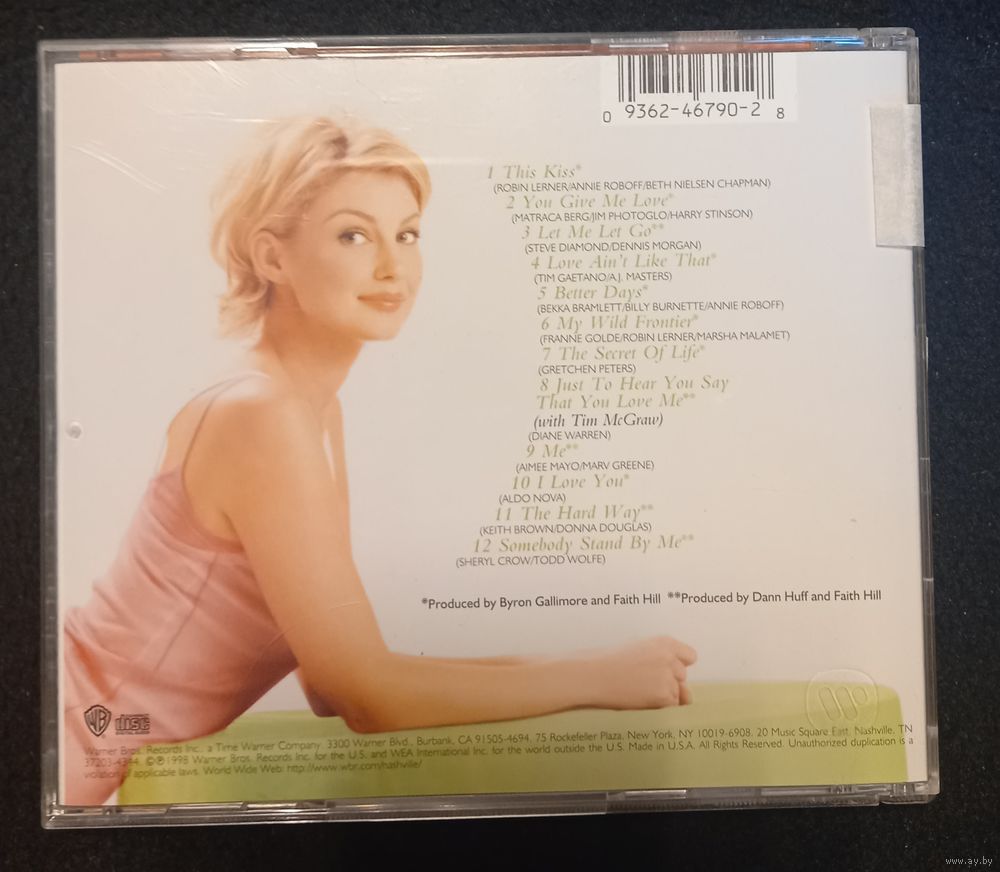 0 9362-46790-2 8
1 This Kiss*
(ROBIN LERNER/ANNIE ROBOFF/BETH NIELSEN CHAPMAN)
2 You Give Me Love*
(MATRACA BERG/JIM PHOTOGLO/HARRY STINSON)
3 Let Me Let Go**
(STEVE DIAMOND/DENNIS MORGAN)
4 Love Ain't Like That*
(TIM GAETANO/A.J. MASTERS)
5 Better Days*
(BEKKA BRAMLETT/BILLY BURNETTE/ANNIE ROBOFF)
6 My Wild Frontier*
(FRANNE GOLDE/ROBIN LERNER/MARSHA MALAMET)
7 The Secret Of Life*
(GRETCHEN PETERS)
8 Just To Hear You Say
That You Love Me**
(with Tim McGraw)
(DIANE WARREN)
9 Me**
(AIMEE MAYO/MARV GREENE)
10 I Love You*
(ALDO NOVA)
11 The Hard Way**
(KEITH BROWN/DONNA DOUGLAS)
12 Somebody Stand By Me**
(SHERYL CROW/TODD WOLFE)
*Produced by Byron Gallimore and Faith Hill **Produced by Dann Huff and Faith Hill
WB
COMPACT disc DIGITAL AUDIO
Warner Bros. Records Inc., a Time Warner Company. 3300 Warner Blvd., Burbank, CA 91505-4694. 75 Rockefeller Plaza, New York, NY 10019-6908. 20 Music Square East, Nashville, TN
37203-4344. ©℗1998 Warner Bros. Records Inc. for the U.S. and WEA International Inc. for the world outside the U.S. Made in U.S.A. All Rights Reserved. Unauthorized duplication is a
violation of applicable laws. World Wide Web: http://www.wbr.com/nashville/
www.ay.by